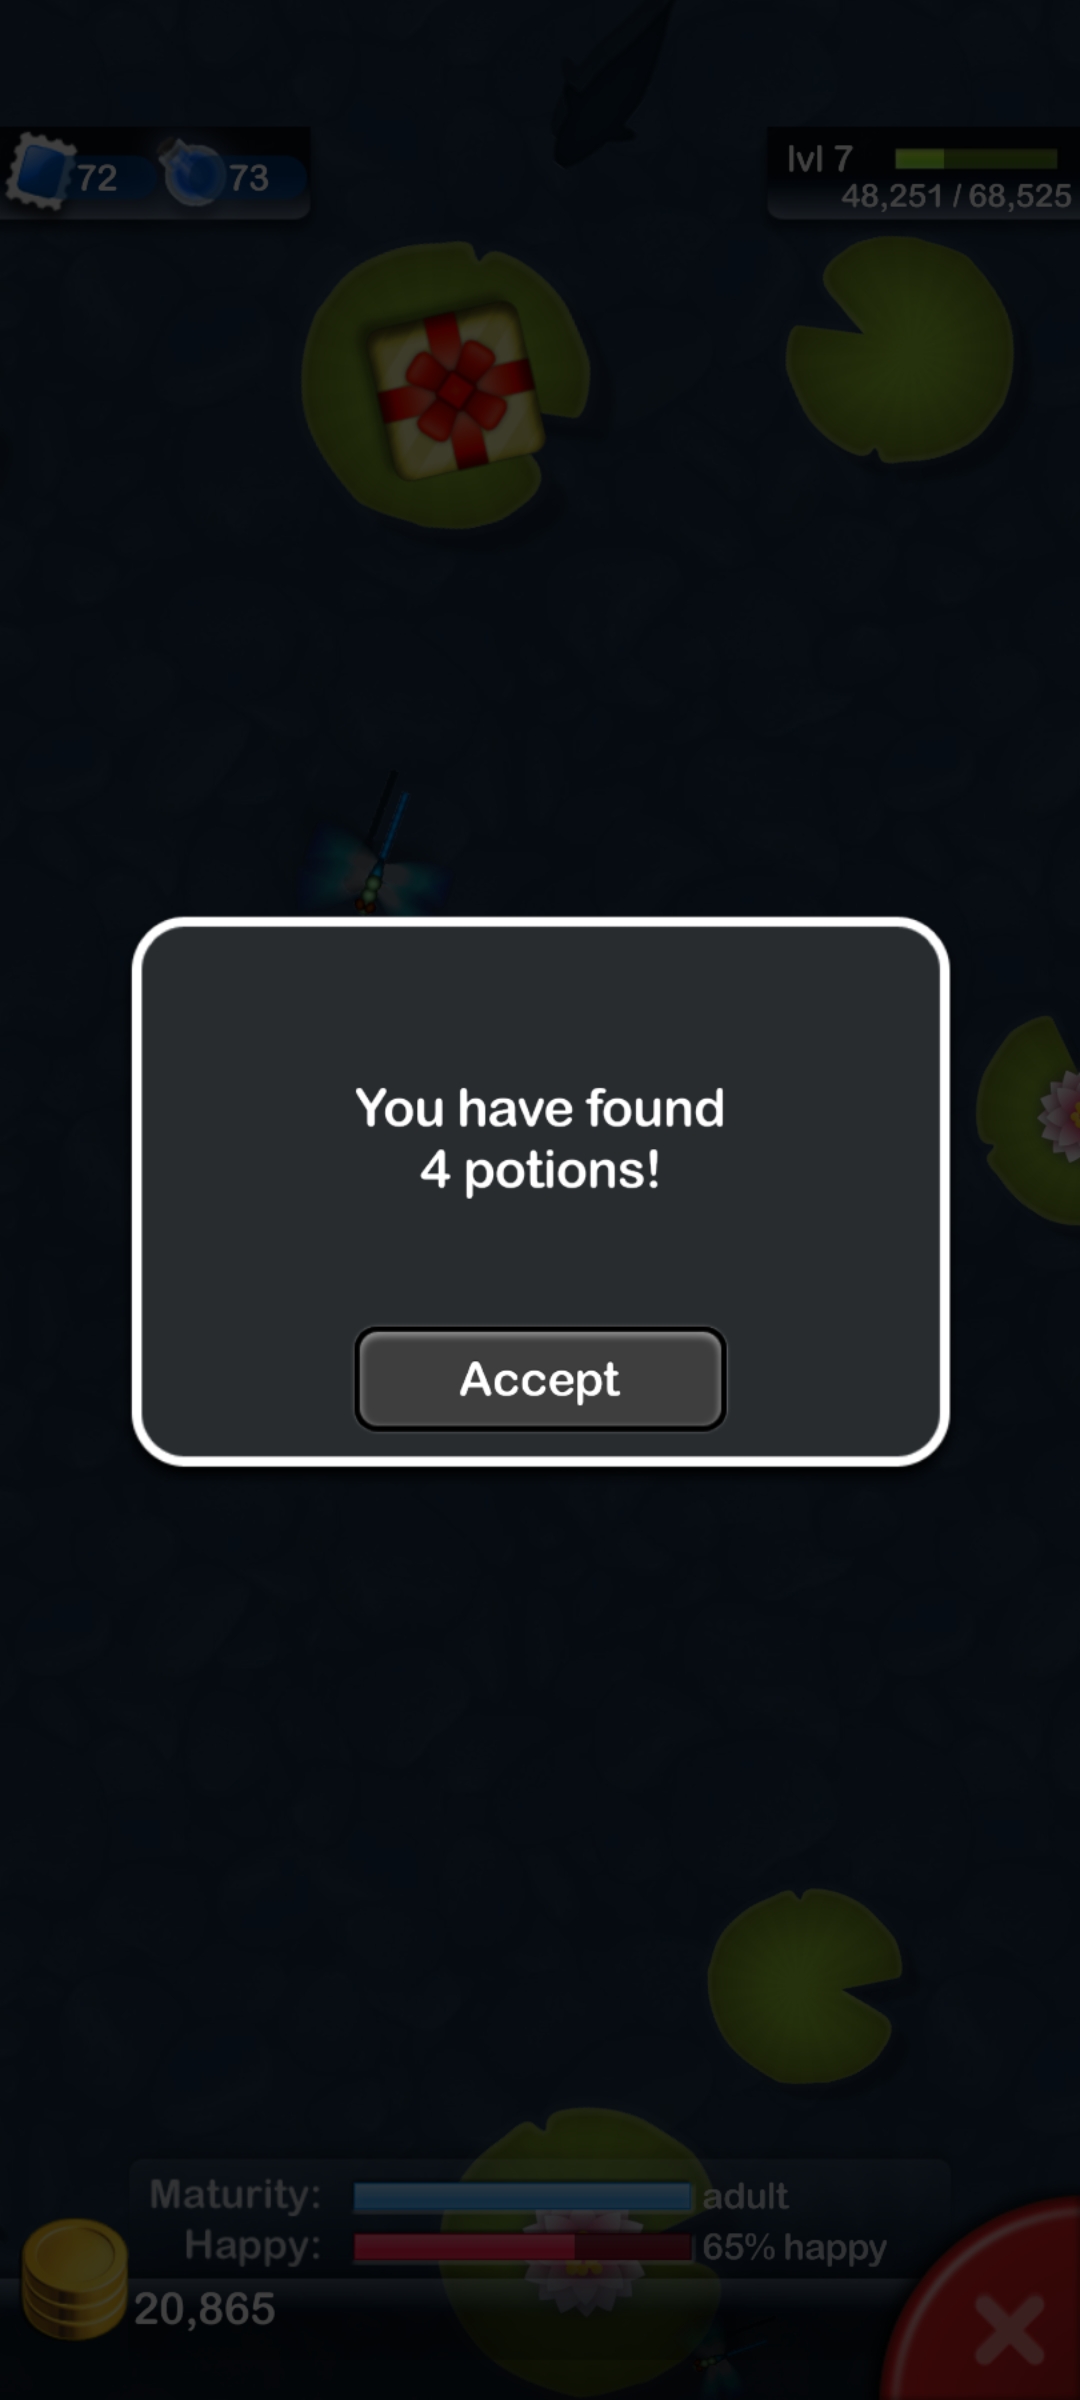 72 73
lvl 7
48,251 / 68,525
You have found
4 potions!
Accept
Maturity: adult
Happy: 65% happy
20,865